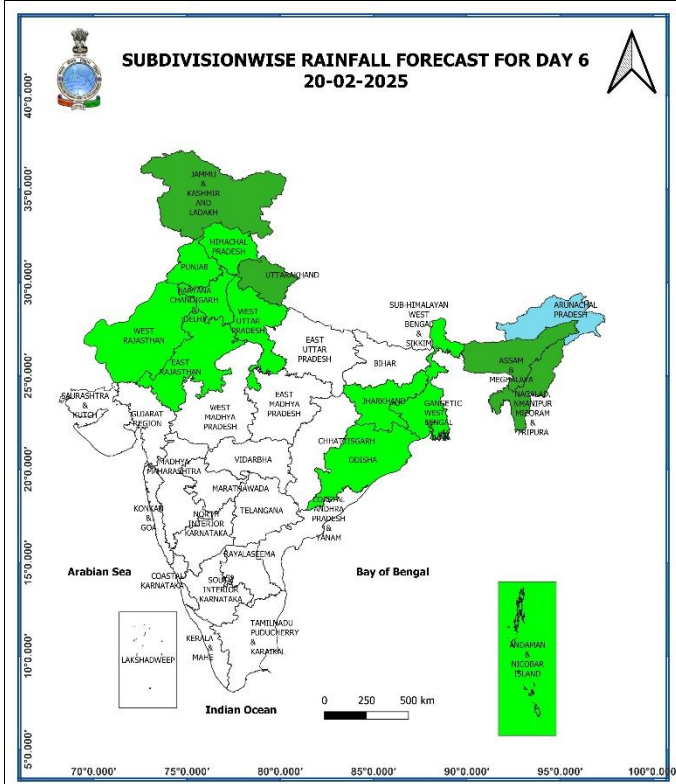 SUBDIVISIONWISE RAINFALL FORECAST FOR DAY 6
20-02-2025
40°0.000'
35°0.000'
30°0.000'
25°0.000'
20°0.000'
15°0.000'
10°0.000'
5°0.000'
JAMMU
&
KASHMIR
AND
LADAKH
HIMACHAL
PRADESH
PUNJAB
UTTARAKHAND
HARYANA
CHANDIGARH
&
DELHI
WEST
UTTAR
PRADESH
WEST
RAJASTHAN
EAST
RAJASTHAN
EAST
UTTAR
PRADESH
SUB-HIMALAYAN
WEST
BENGAL
&
SIKKIM
ARUNACHAL
PRADESH
BIHAR
ASSAM
&
MEGHALAYA
NAGALAD,
MANIPUR
MIZORAM
&
TRIPURA
SAURASHTRA
&
KUTCH
GUJARAT
REGION
WEST
MADHYA
PRADESH
EAST
MADHYA
PRADESH
JHARKHAND
GANGETIC
WEST
BENGAL
CHHATTISGARH
ODISHA
MADHYA
MAHARASHTRA
VIDARBHA
MARATHAWADA
KONKAN
&
GOA
NORTH
INTERIOR
KARNATAKA
TELANGANA
COASTAL
ANDHRA
PRADESH
&
YANAM
RAYALASEEMA
COASTAL
KARNATAKA
SOUTH
INTERIOR
KARNATAKA
Arabian Sea
Bay of Bengal
KERALA
&
MAHE
TAMILNADU
PUDUCHERRY
&
KARAIKAL
LAKSHADWEEP
ANDAMAN
&
NICOBAR
ISLAND
Indian Ocean
0 250 500 km
70°0.000' 75°0.000' 80°0.000' 85°0.000' 90°0.000' 95°0.000' 100°0.000